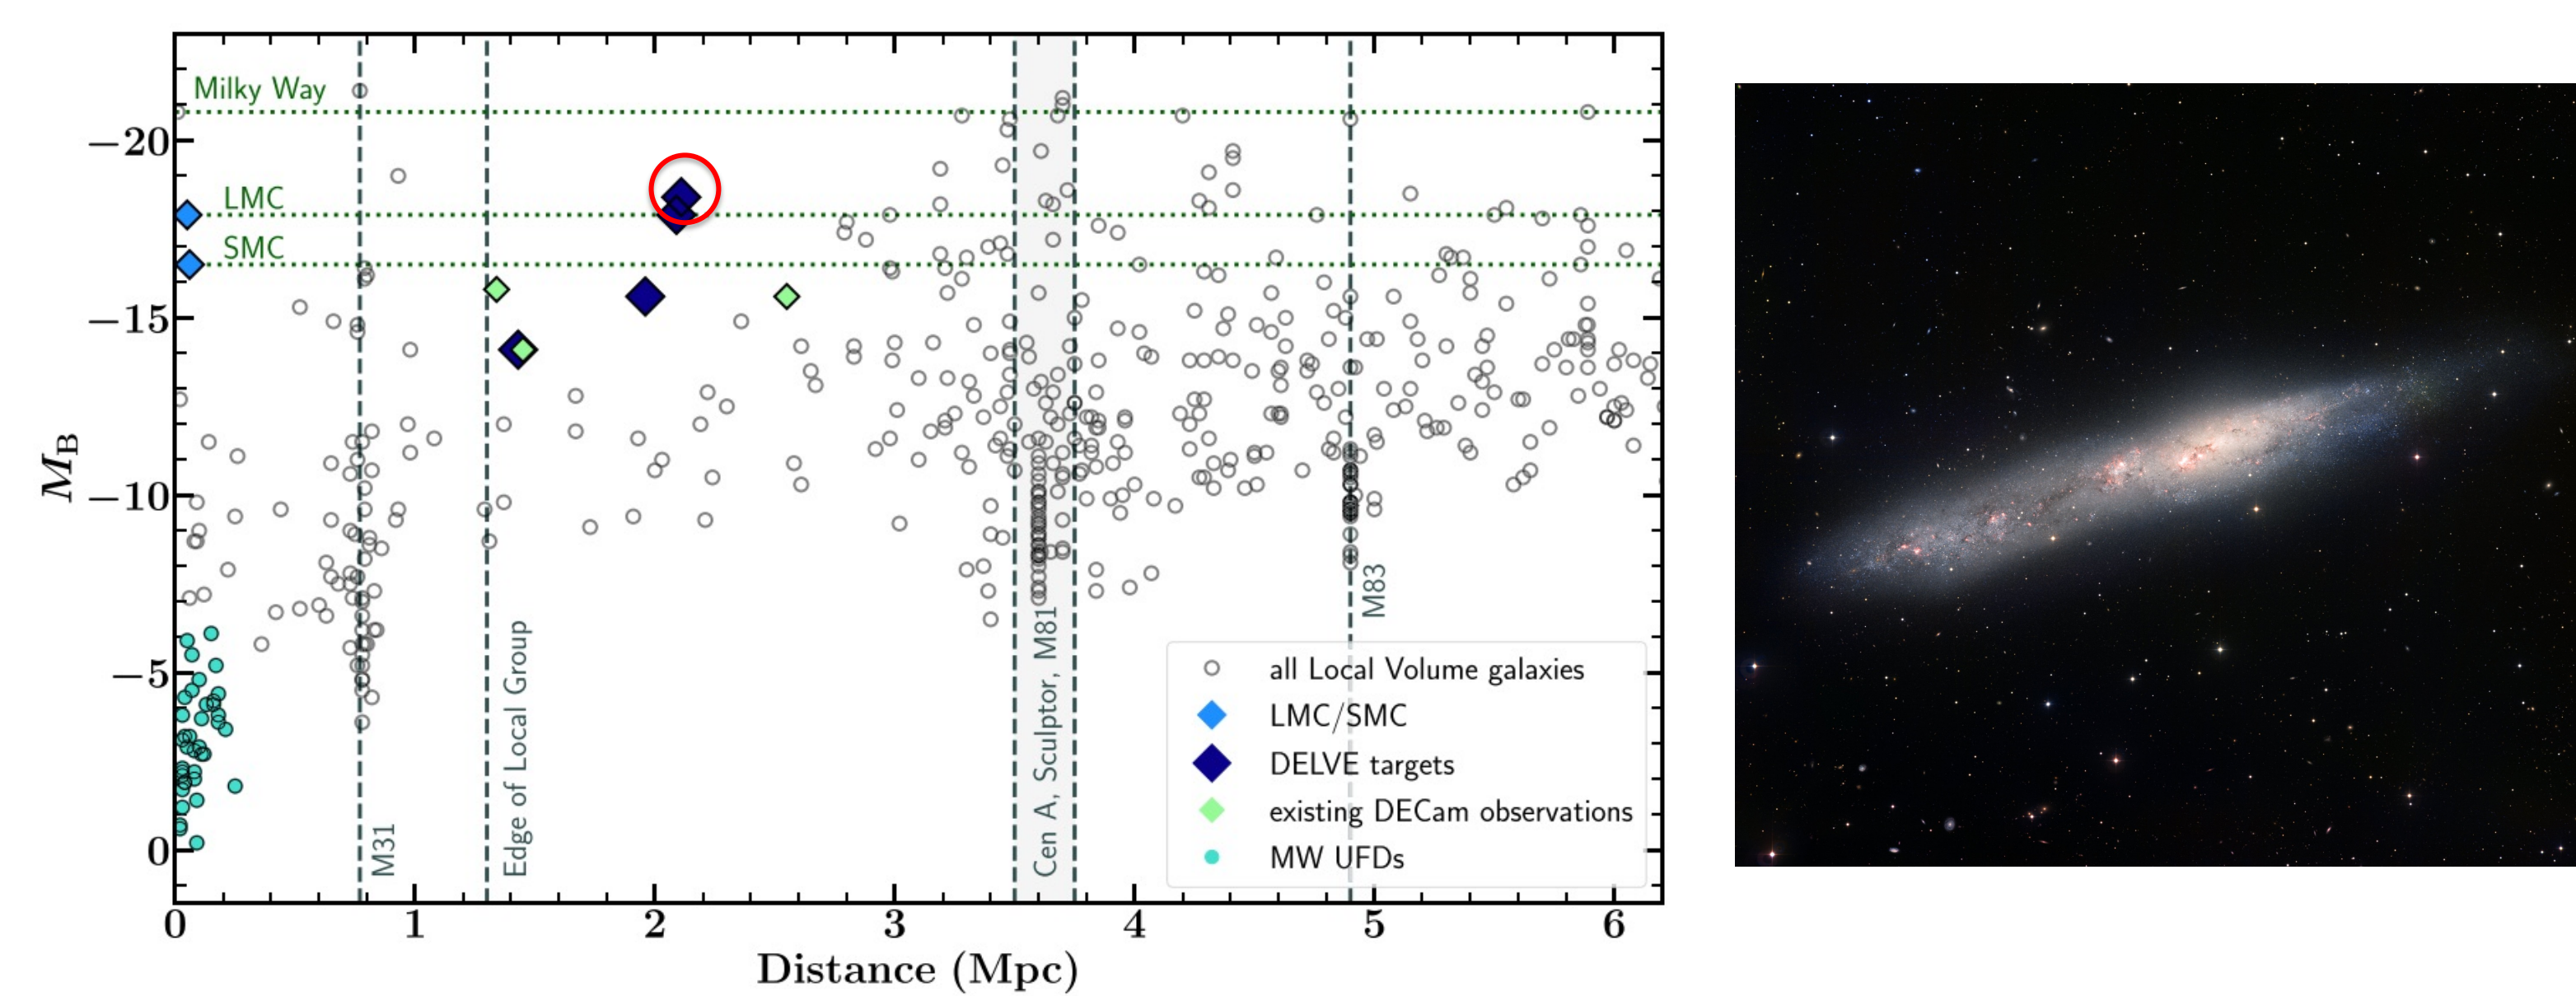 Milky Way
LMC
SMC
−20
−15
−10
−5
0
M_B
M31
Edge of Local Group
Cen A, Sculptor, M81
M83
all Local Volume galaxies
LMC/SMC
DELVE targets
existing DECam observations
MW UFDs
0 1 2 3 4 5 6
Distance (Mpc)